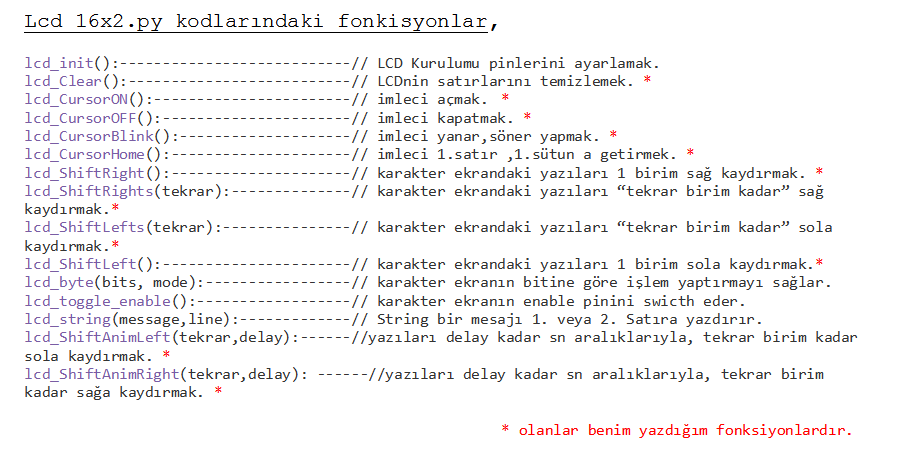 Lcd 16x2.py kodlarındaki fonkisyonlar,
lcd_init():---------------------------// LCD Kurulumu pinlerini ayarlamak.
lcd_Clear():--------------------------// LCDnin satırlarını temizlemek. *
lcd_CursorON():-----------------------// imleci açmak. *
lcd_CursorOFF():----------------------// imleci kapatmak. *
lcd_CursorBlink():--------------------// imleci yanar,söner yapmak. *
lcd_CursorHome():---------------------// imleci 1.satır ,1.sütun a getirmek. *
lcd_ShiftRight():---------------------// karakter ekrandaki yazıları 1 birim sağ kaydırmak. *
lcd_ShiftRights(tekrar):--------------// karakter ekrandaki yazıları “tekrar birim kadar” sağ
kaydırmak.*
lcd_ShiftLefts(tekrar):---------------// karakter ekrandaki yazıları “tekrar birim kadar” sola
kaydırmak.*
lcd_ShiftLeft():----------------------// karakter ekrandaki yazıları 1 birim sola kaydırmak.*
lcd_byte(bits, mode):-----------------// karakter ekranın bitine göre işlem yaptırmayı sağlar.
lcd_toggle_enable():------------------// karakter ekranın enable pinini swicth eder.
lcd_string(message,line):-------------// String bir mesajı 1. veya 2. Satıra yazdırır.
lcd_ShiftAnimLeft(tekrar,delay):------//yazıları delay kadar sn aralıklarıyla, tekrar birim kadar
sola kaydırmak. *
lcd_ShiftAnimRight(tekrar,delay): ------//yazıları delay kadar sn aralıklarıyla, tekrar birim
kadar sağa kaydırmak. *
* olanlar benim yazdığım fonksiyonlardır.